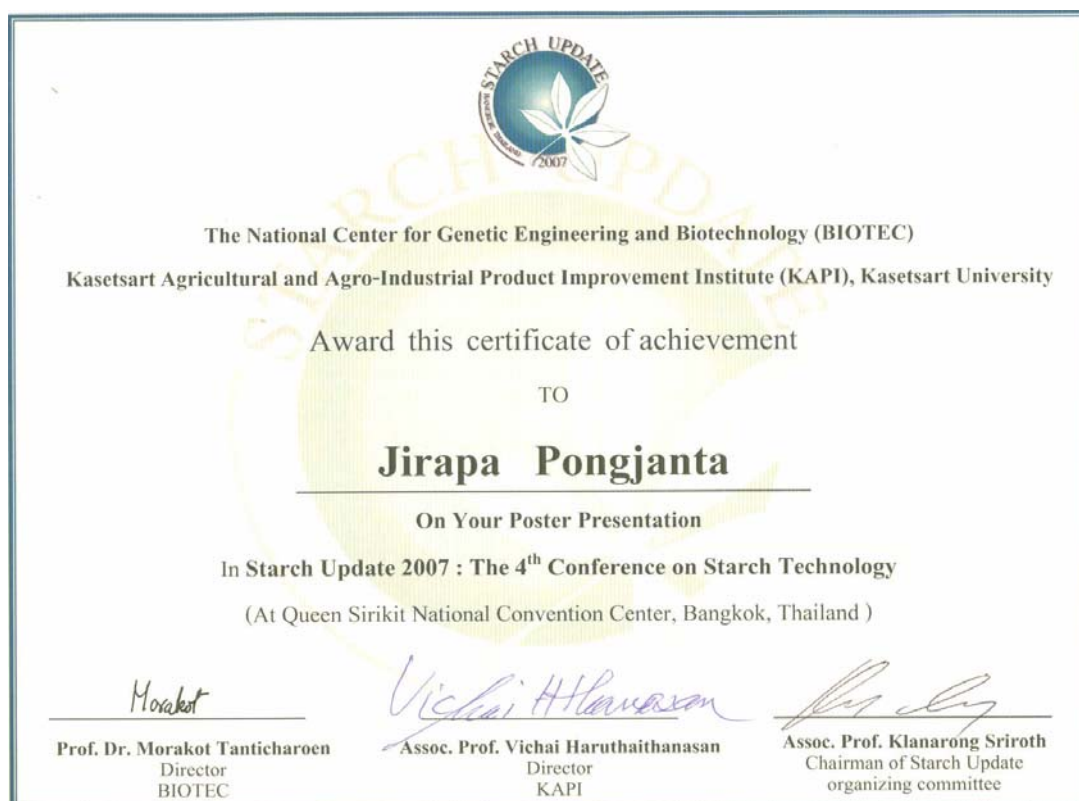 STARCH UPDATE
BANGKOK, THAILAND
2007
STARCH UPDATE
The National Center for Genetic Engineering and Biotechnology (BIOTEC)
Kasetsart Agricultural and Agro-Industrial Product Improvement Institute (KAPI), Kasetsart University
Award this certificate of achievement
TO
Jirapa Pongjanta
On Your Poster Presentation
In Starch Update 2007 : The 4th Conference on Starch Technology
(At Queen Sirikit National Convention Center, Bangkok, Thailand )
Morakot
Prof. Dr. Morakot Tanticharoen
Director
BIOTEC
Assoc. Prof. Vichai Haruthaithanasan
Director
KAPI
Assoc. Prof. Klanarong Sriroth
Chairman of Starch Update
organizing committee